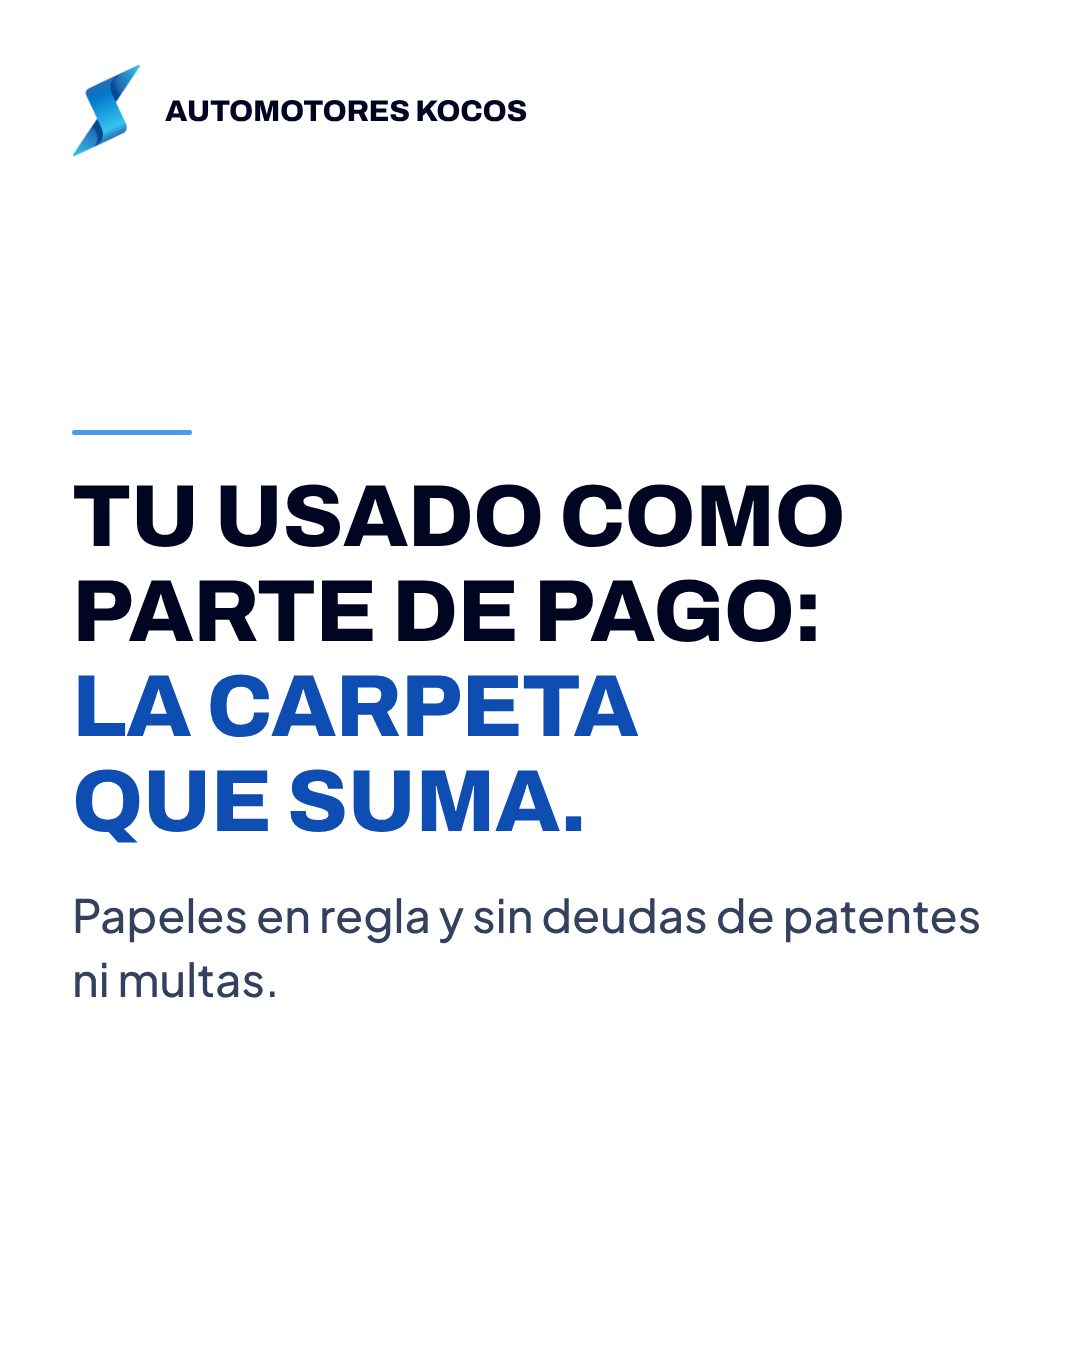 AUTOMOTORES KOCOS
TU USADO COMO
PARTE DE PAGO:
LA CARPETA
QUE SUMA.
Papeles en regla y sin deudas de patentes
ni multas.